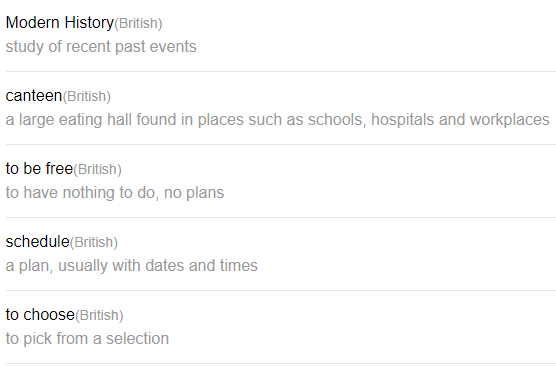 Modern History(British)
study of recent past events
canteen(British)
a large eating hall found in places such as schools, hospitals and workplaces
to be free(British)
to have nothing to do, no plans
schedule(British)
a plan, usually with dates and times
to choose(British)
to pick from a selection